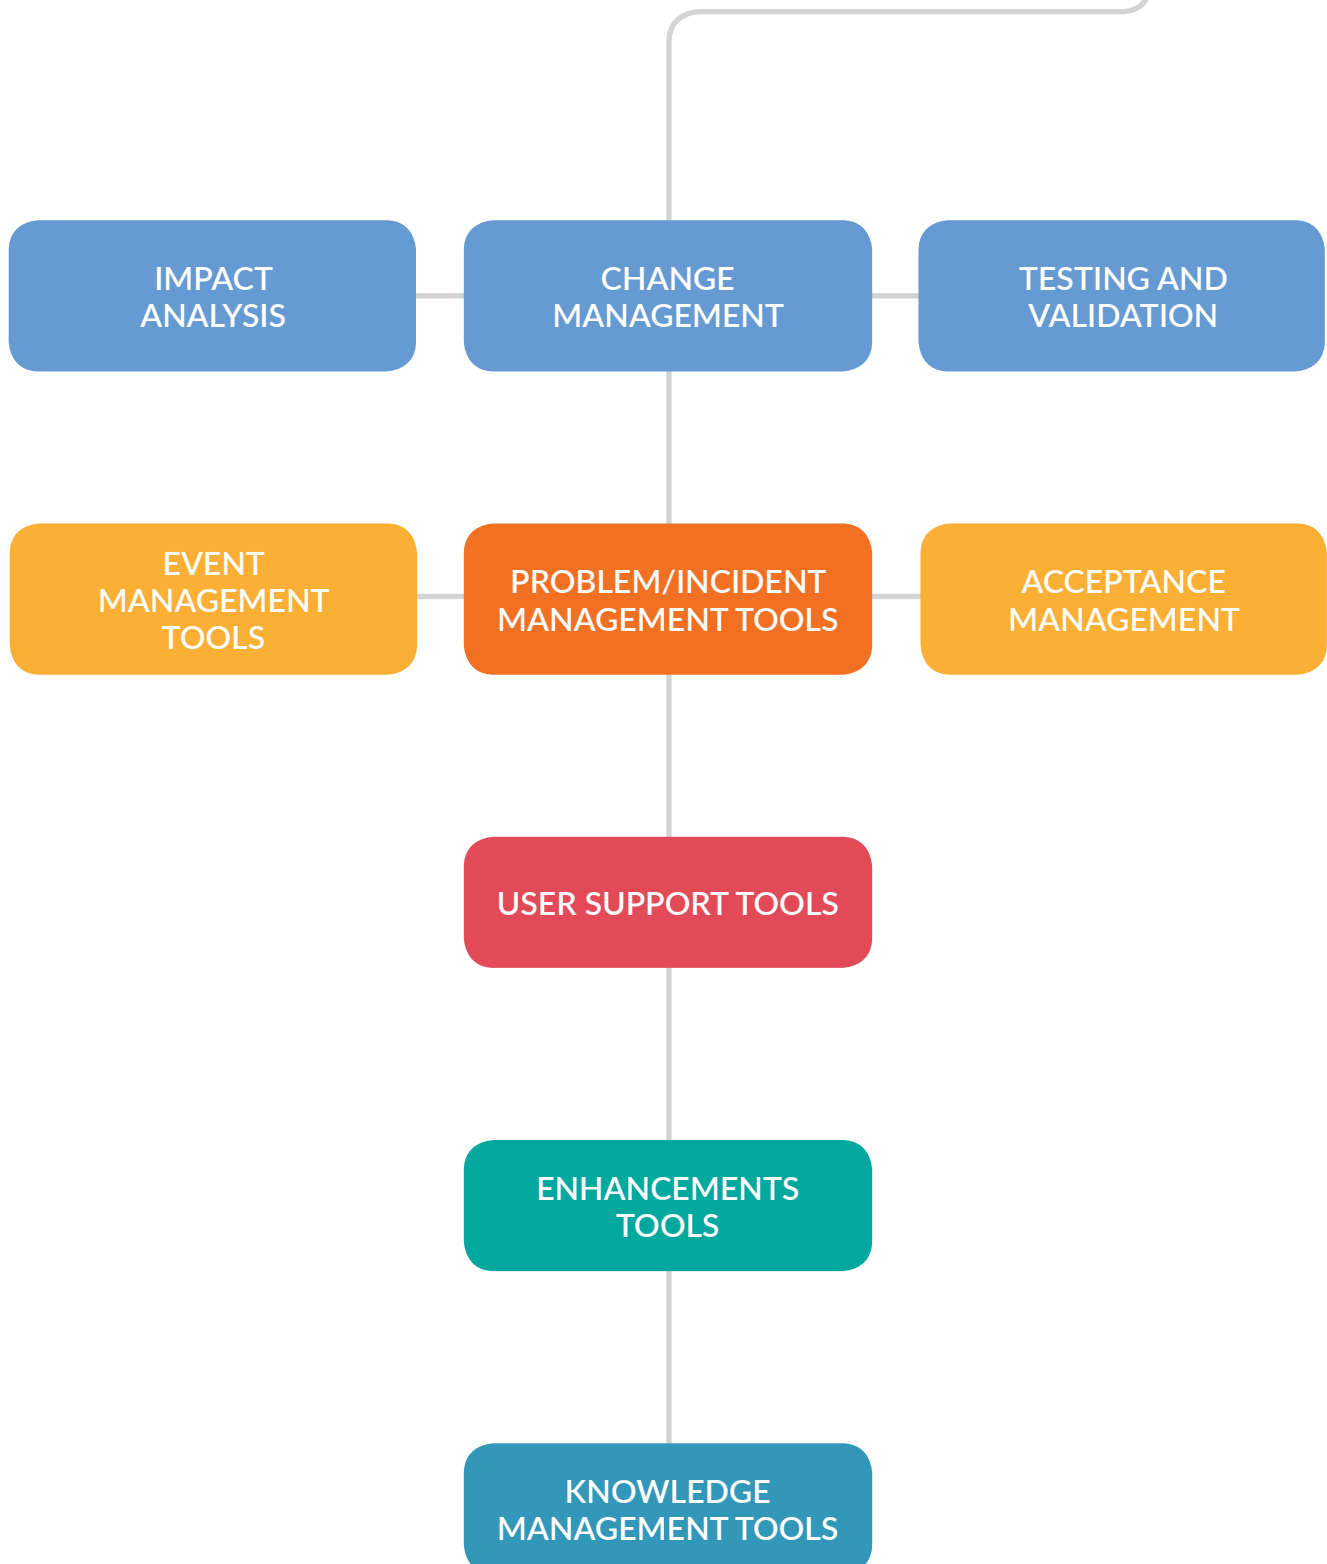 IMPACT
ANALYSIS
CHANGE
MANAGEMENT
TESTING AND
VALIDATION
EVENT
MANAGEMENT
TOOLS
PROBLEM/INCIDENT
MANAGEMENT TOOLS
ACCEPTANCE
MANAGEMENT
USER SUPPORT TOOLS
ENHANCEMENTS
TOOLS
KNOWLEDGE
MANAGEMENT TOOLS